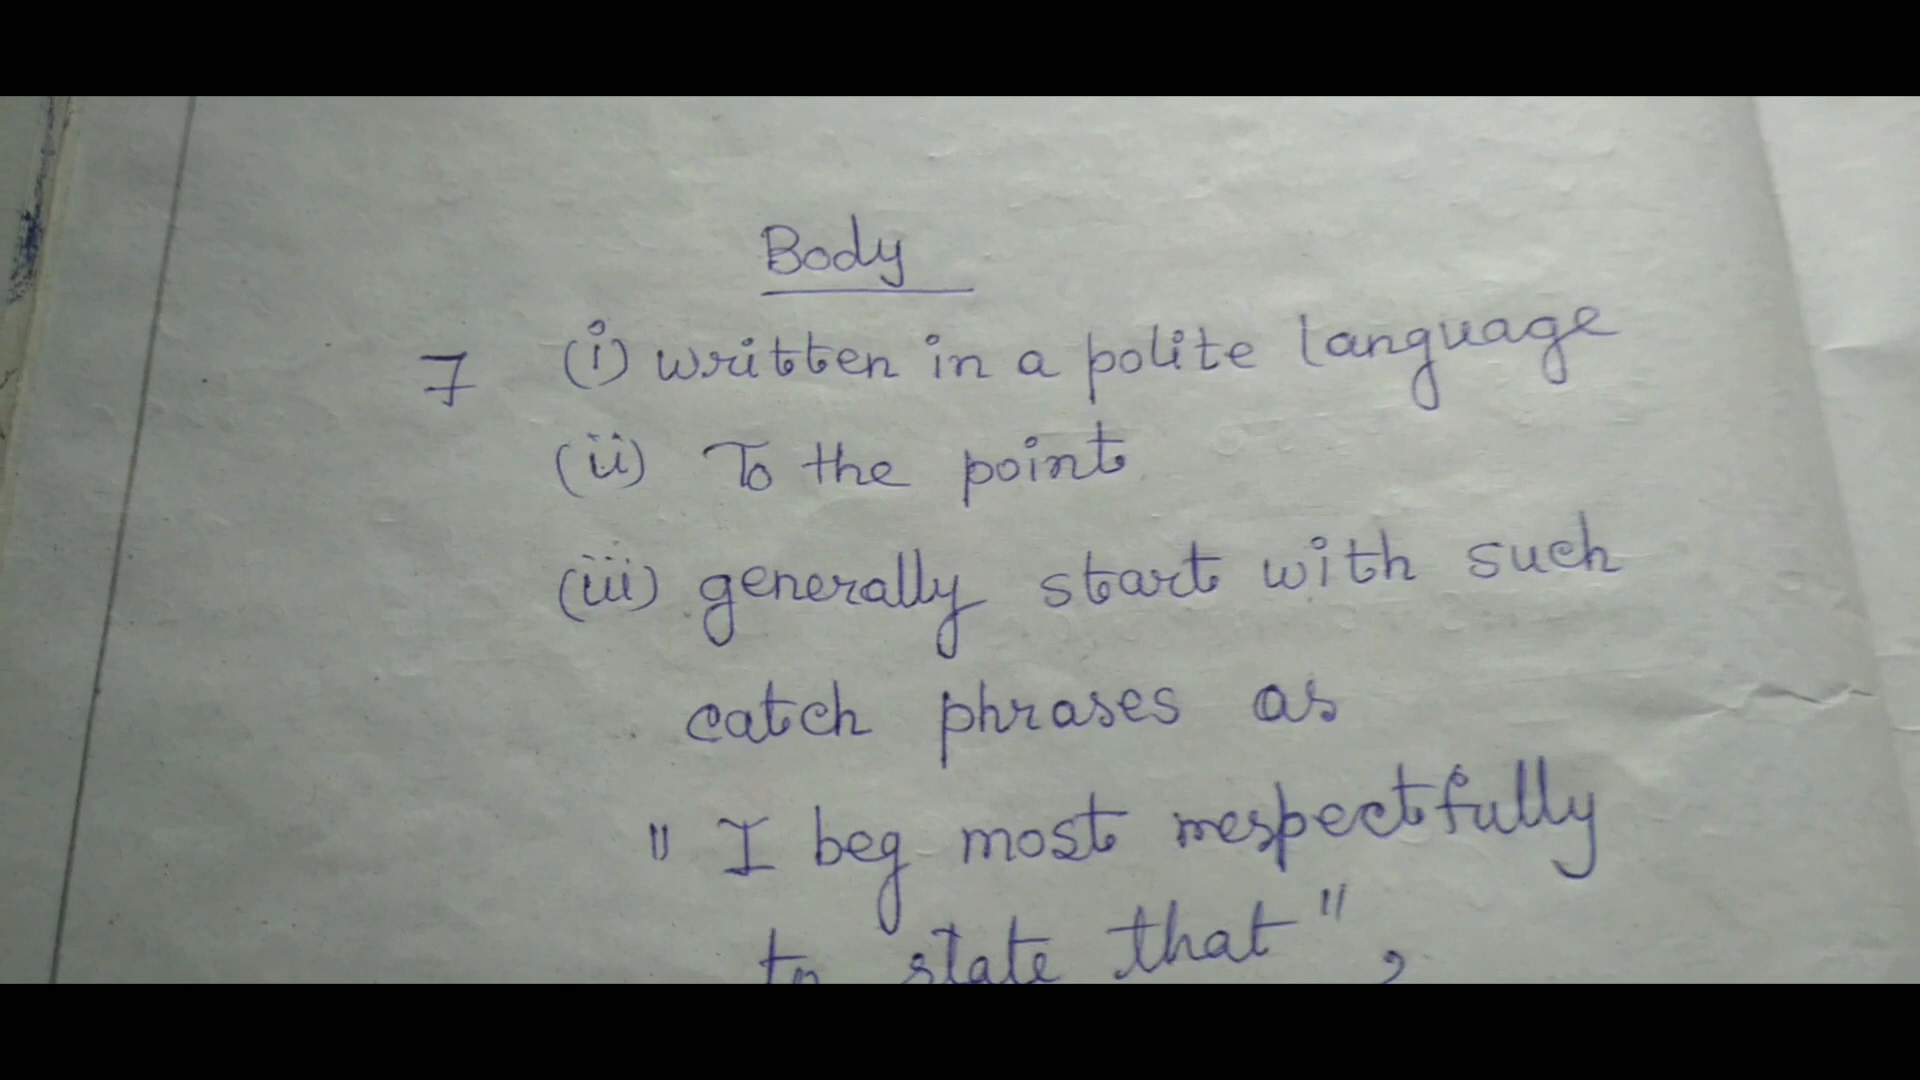 Body
7 (i) written in a polite language
(ii) To the point
(iii) generally start with such
catch phrases as
" I beg most respectfully
to state that ",